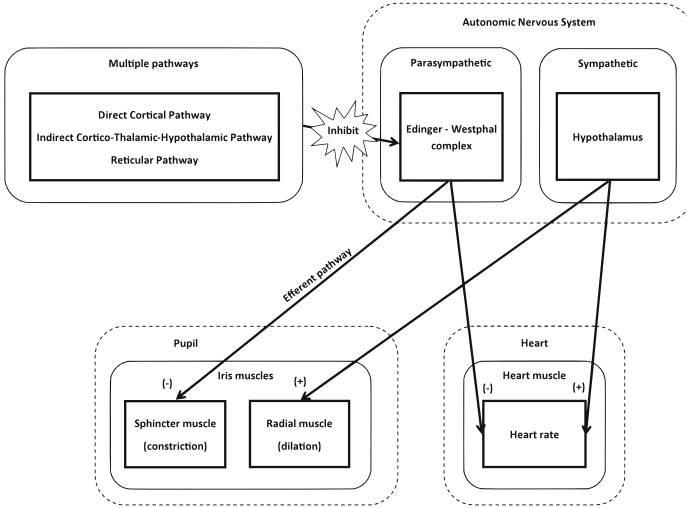 Autonomic Nervous System
Multiple pathways
Parasympathetic
Sympathetic
Direct Cortical Pathway
Indirect Cortico-Thalamic-Hypothalamic Pathway
Reticular Pathway
Inhibit
Edinger - Westphal
complex
Hypothalamus
Efferent pathway
Pupil
Heart
Iris muscles
Heart muscle
(-)
(+)
(-)
(+)
Sphincter muscle
(constriction)
Radial muscle
(dilation)
Heart rate